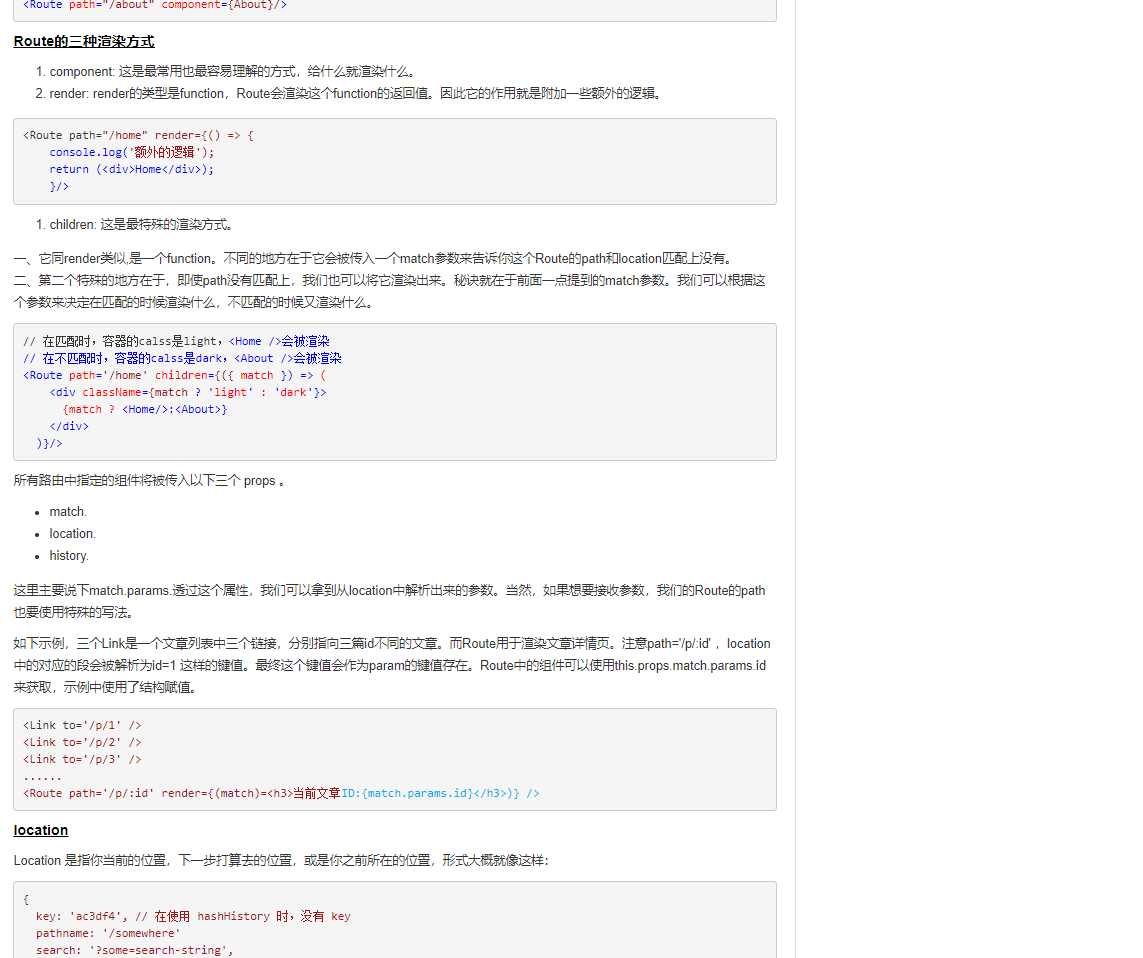 <Route path="/about" component={About}/>
Route的三种渲染方式
1. component: 这是最常用也最容易理解的方式，给什么就渲染什么。
2. render: render的类型是function，Route会渲染这个function的返回值。因此它的作用就是附加一些额外的逻辑。
<Route path="/home" render={() => {
console.log('额外的逻辑');
return (<div>Home</div>);
}/>
1. children: 这是最特殊的渲染方式。
一、它同render类似,是一个function。不同的地方在于它会被传入一个match参数来告诉你这个Route的path和location匹配上没有。
二、第二个特殊的地方在于，即使path没有匹配上，我们也可以将它渲染出来。秘诀就在于前面一点提到的match参数。我们可以根据这
个参数来决定在匹配的时候渲染什么，不匹配的时候又渲染什么。
// 在匹配时，容器的calss是light，<Home />会被渲染
// 在不匹配时，容器的calss是dark，<About />会被渲染
<Route path='/home' children={({ match }) => (
<div className={match ? 'light' : 'dark'}>
{match ? <Home/>:<About>}
</div>
)}/>
所有路由中指定的组件将被传入以下三个 props 。
• match.
• location.
• history.
这里主要说下match.params.透过这个属性，我们可以拿到从location中解析出来的参数。当然，如果想要接收参数，我们的Route的path
也要使用特殊的写法。
如下示例，三个Link是一个文章列表中三个链接，分别指向三篇id不同的文章。而Route用于渲染文章详情页。注意path='/p/:id' ，location
中的对应的段会被解析为id=1 这样的键值。最终这个键值会作为param的键值存在。Route中的组件可以使用this.props.match.params.id
来获取，示例中使用了结构赋值。
<Link to='/p/1' />
<Link to='/p/2' />
<Link to='/p/3' />
......
<Route path='/p/:id' render={(match)=<h3>当前文章ID:{match.params.id}</h3>)} />
location
Location 是指你当前的位置，下一步打算去的位置，或是你之前所在的位置，形式大概就像这样：
{
key: 'ac3df4', // 在使用 hashHistory 时，没有 key
pathname: '/somewhere'
search: '?some=search-string',